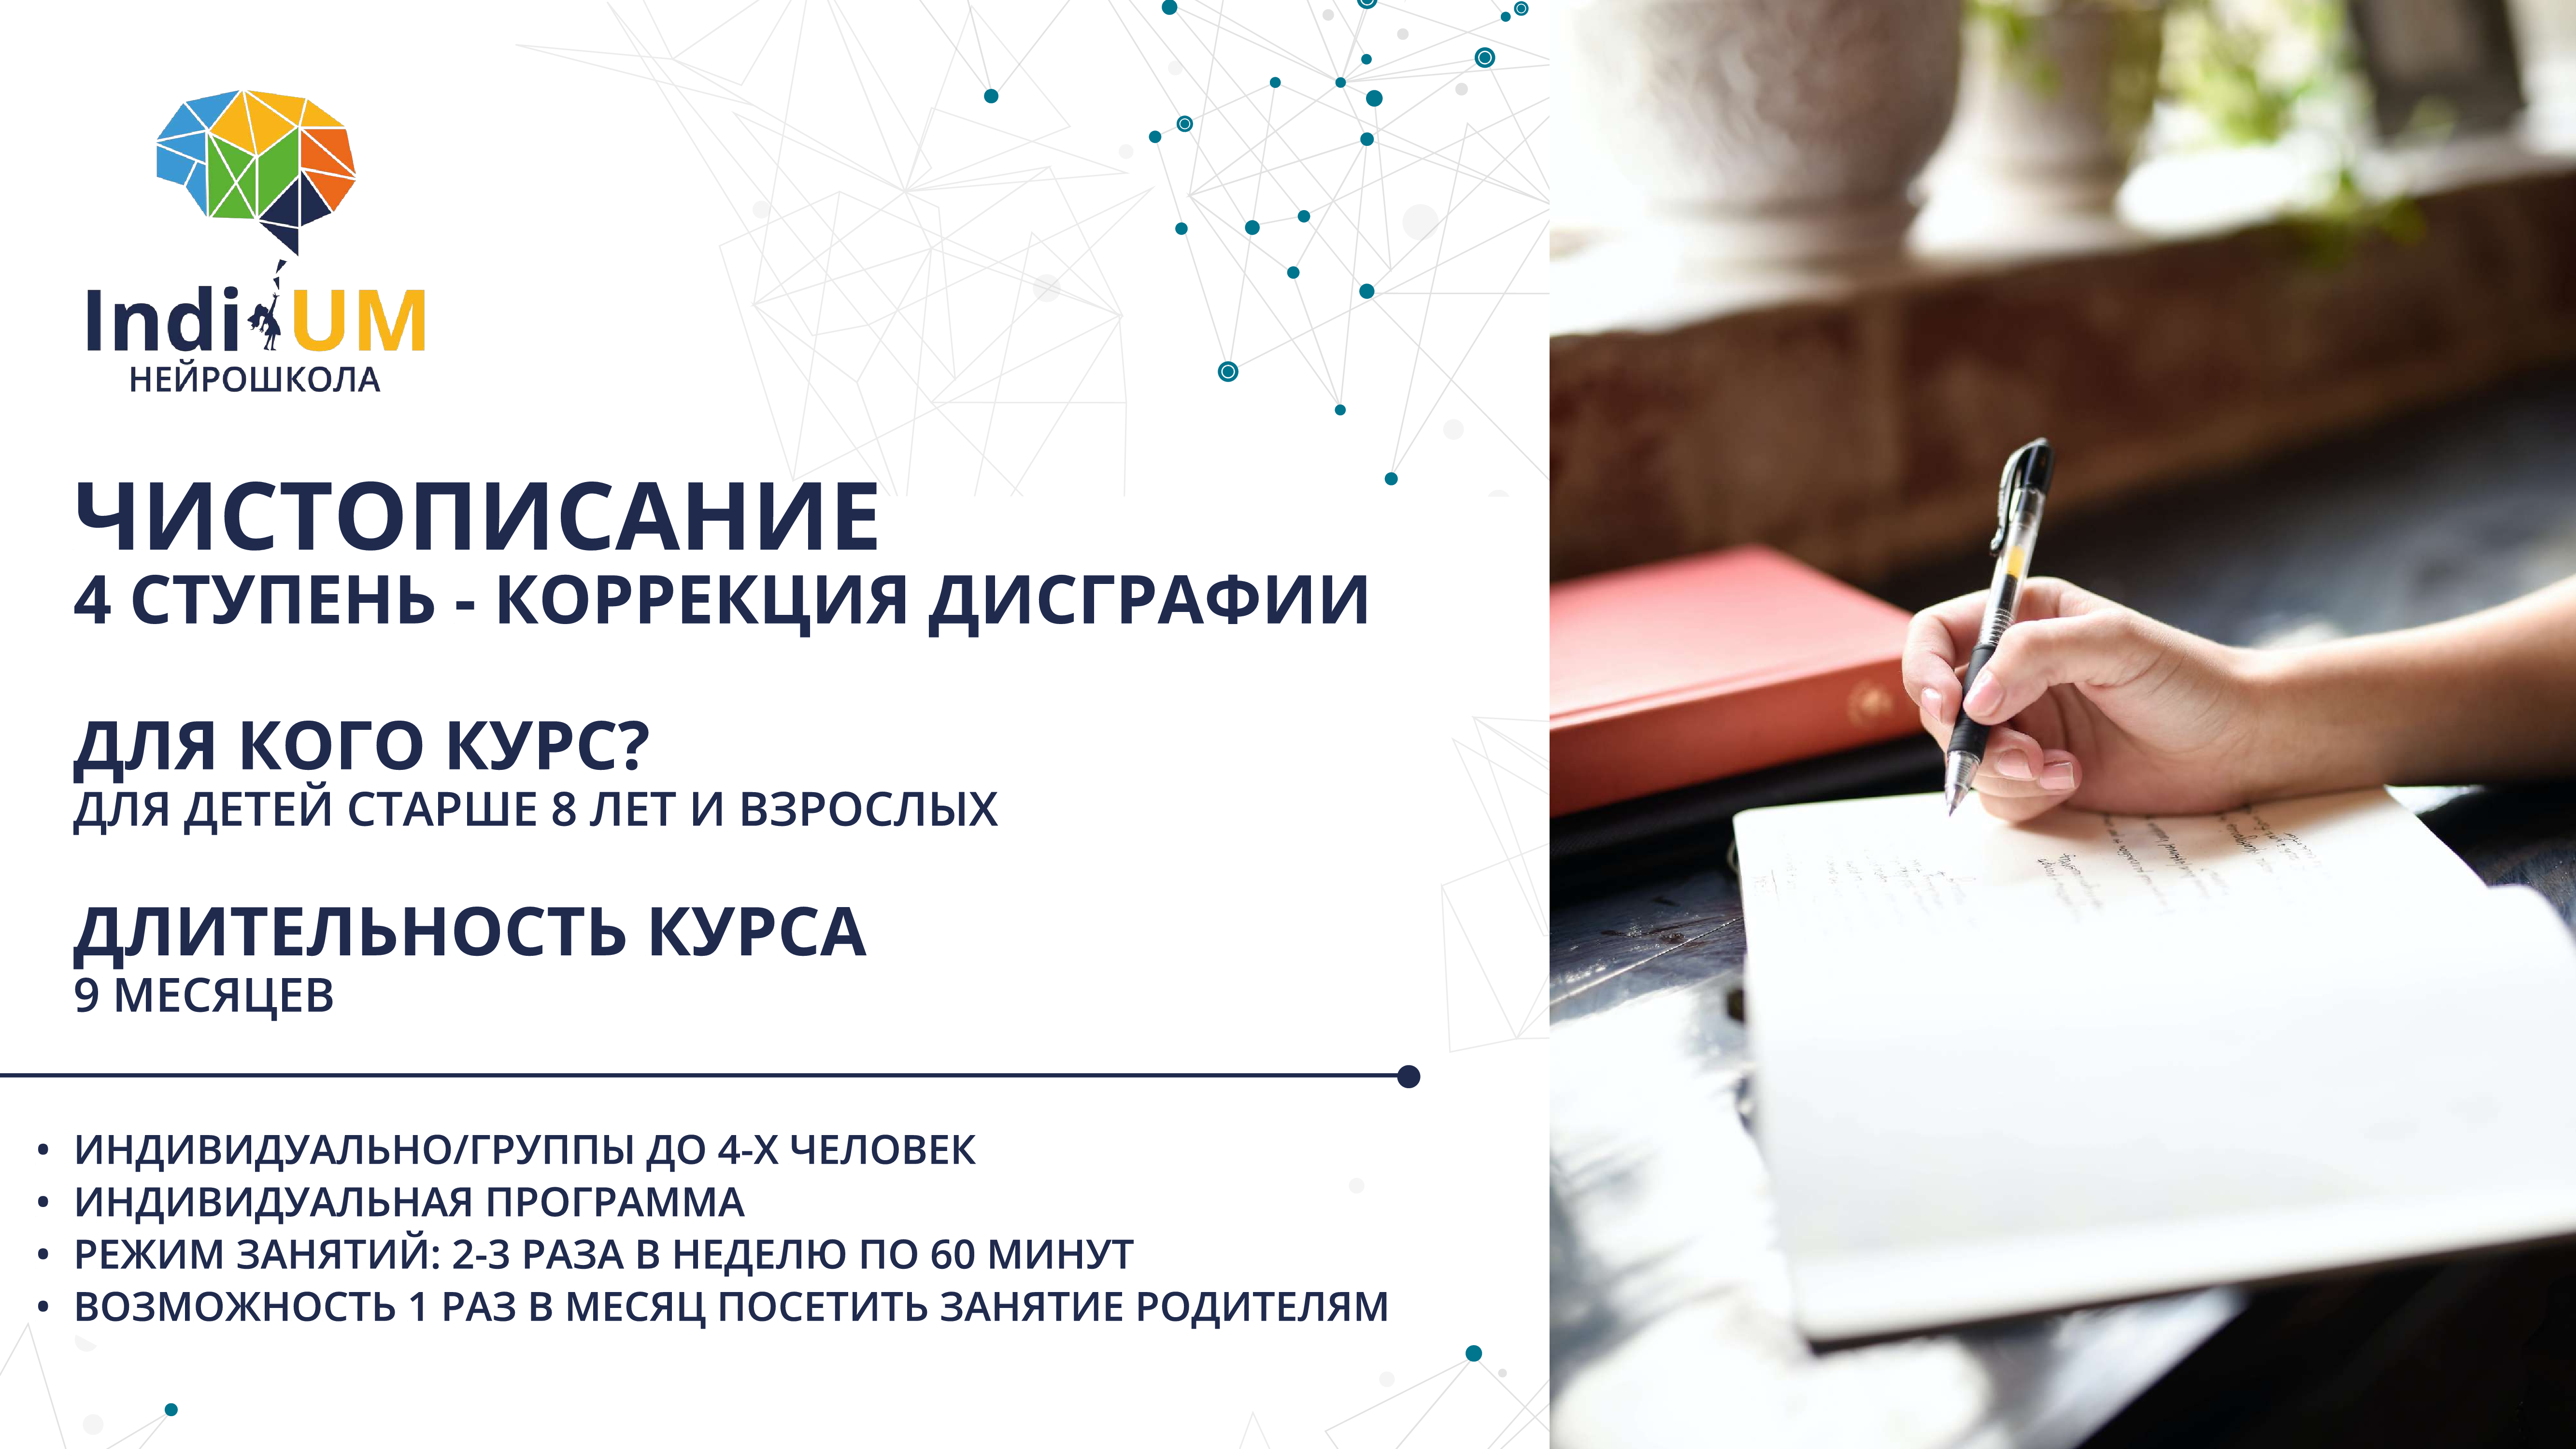 Indi UM
НЕЙРОШКОЛА
ЧИСТОПИСАНИЕ
4 СТУПЕНЬ - КОРРЕКЦИЯ ДИСГРАФИИ
ДЛЯ КОГО КУРС?
ДЛЯ ДЕТЕЙ СТАРШЕ 8 ЛЕТ И ВЗРОСЛЫХ
ДЛИТЕЛЬНОСТЬ КУРСА
9 МЕСЯЦЕВ
• ИНДИВИДУАЛЬНО/ГРУППЫ ДО 4-Х ЧЕЛОВЕК
• ИНДИВИДУАЛЬНАЯ ПРОГРАММА
• РЕЖИМ ЗАНЯТИЙ: 2-3 РАЗА В НЕДЕЛЮ ПО 60 МИНУТ
• ВОЗМОЖНОСТЬ 1 РАЗ В МЕСЯЦ ПОСЕТИТЬ ЗАНЯТИЕ РОДИТЕЛЯМ